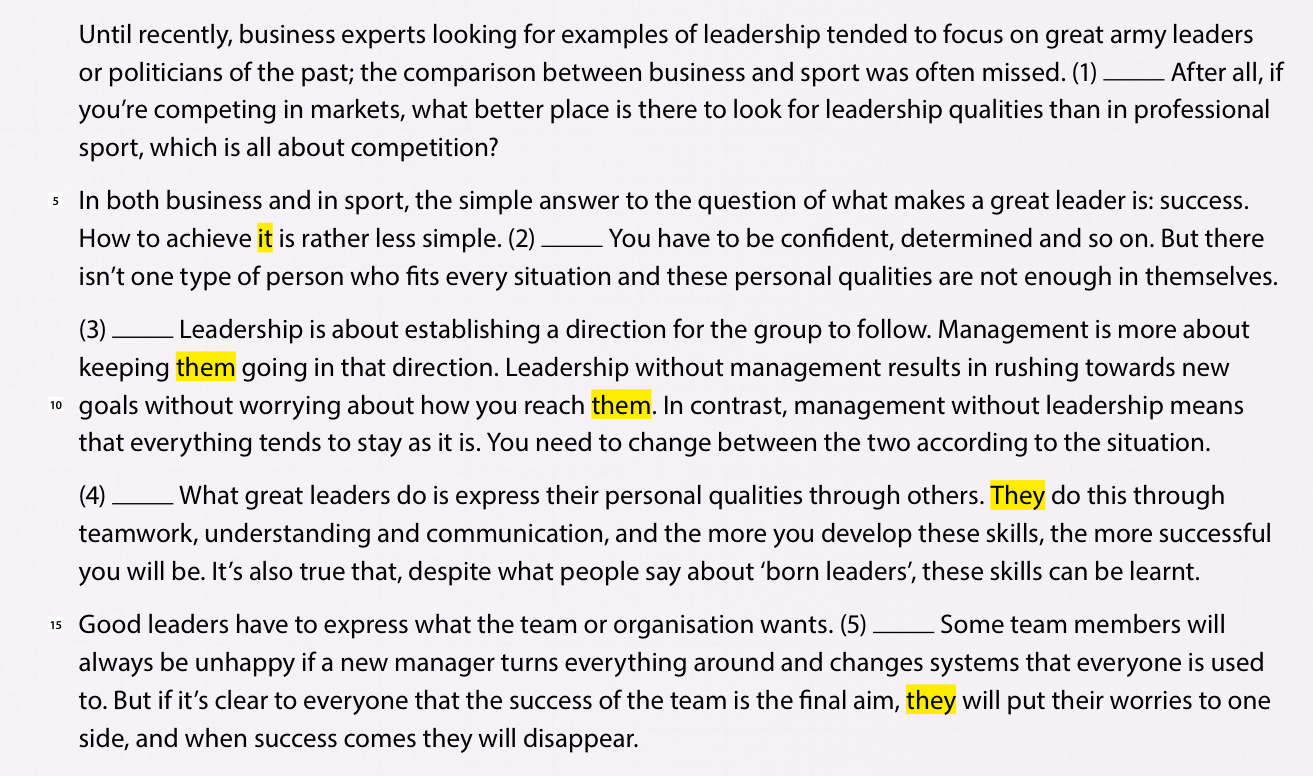 Until recently, business experts looking for examples of leadership tended to focus on great army leaders
or politicians of the past; the comparison between business and sport was often missed. (1) _____ After all, if
you’re competing in markets, what better place is there to look for leadership qualities than in professional
sport, which is all about competition?
5 In both business and in sport, the simple answer to the question of what makes a great leader is: success.
How to achieve it is rather less simple. (2) _____ You have to be confident, determined and so on. But there
isn’t one type of person who fits every situation and these personal qualities are not enough in themselves.
(3) _____ Leadership is about establishing a direction for the group to follow. Management is more about
keeping them going in that direction. Leadership without management results in rushing towards new
10 goals without worrying about how you reach them. In contrast, management without leadership means
that everything tends to stay as it is. You need to change between the two according to the situation.
(4) _____ What great leaders do is express their personal qualities through others. They do this through
teamwork, understanding and communication, and the more you develop these skills, the more successful
you will be. It’s also true that, despite what people say about ‘born leaders’, these skills can be learnt.
15 Good leaders have to express what the team or organisation wants. (5) _____ Some team members will
always be unhappy if a new manager turns everything around and changes systems that everyone is used
to. But if it’s clear to everyone that the success of the team is the final aim, they will put their worries to one
side, and when success comes they will disappear.